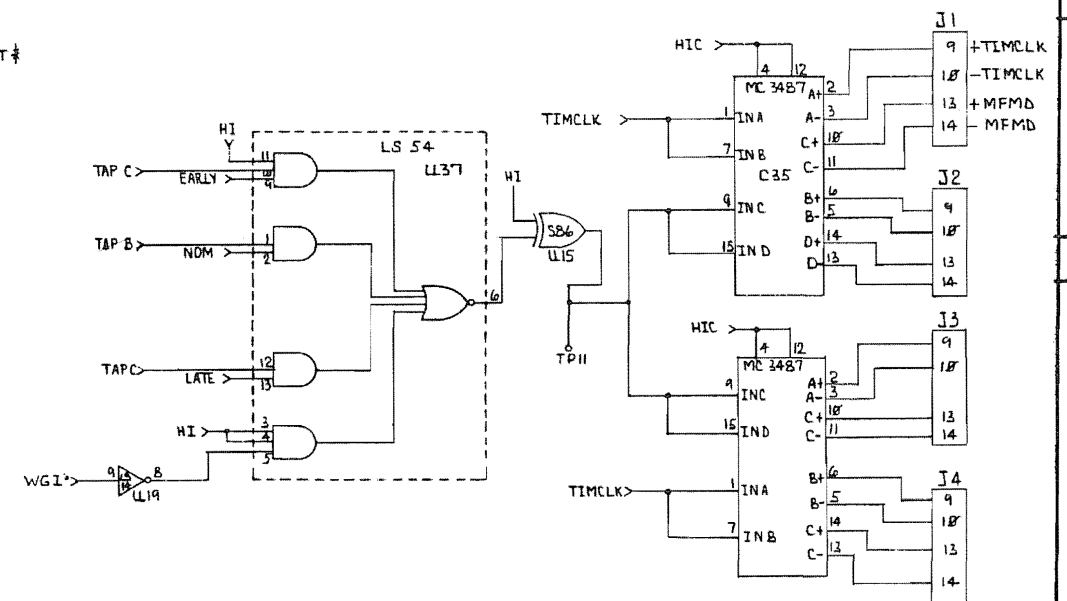 T #
HI
LS 54
U37
TAP C
EARLY
11
10
9
TAP B
NOM
1
2
TAPC
LATE
12
13
HI
3
4
5
WGI
9
8
U19
6
HI
S86
U15
TP11
HIC
4
12
MC 3487
TIMCLK
1
INA
7
INB
C35
9
INC
15
IND
A+
2
A-
3
C+
10
C-
11
B+
6
B-
5
D+
14
D-
13
J1
9 +TIMCLK
10 -TIMCLK
13 +MFMD
14 - MFMD
J2
9
10
13
14
HIC
4
12
MC 3487
9
INC
15
IND
TIMCLK
1
INA
7
INB
A+
2
A-
3
C+
10
C-
11
B+
6
B-
5
C+
14
C-
13
J3
9
10
13
14
J4
9
10
13
14